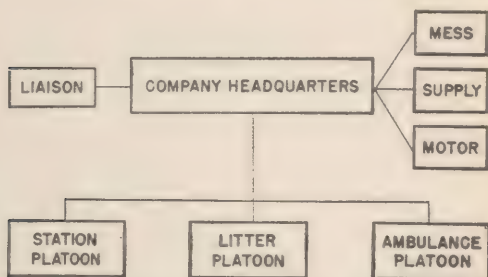 MESS
LIAISON
COMPANY HEADQUARTERS
SUPPLY
MOTOR
STATION
PLATOON
LITTER
PLATOON
AMBULANCE
PLATOON